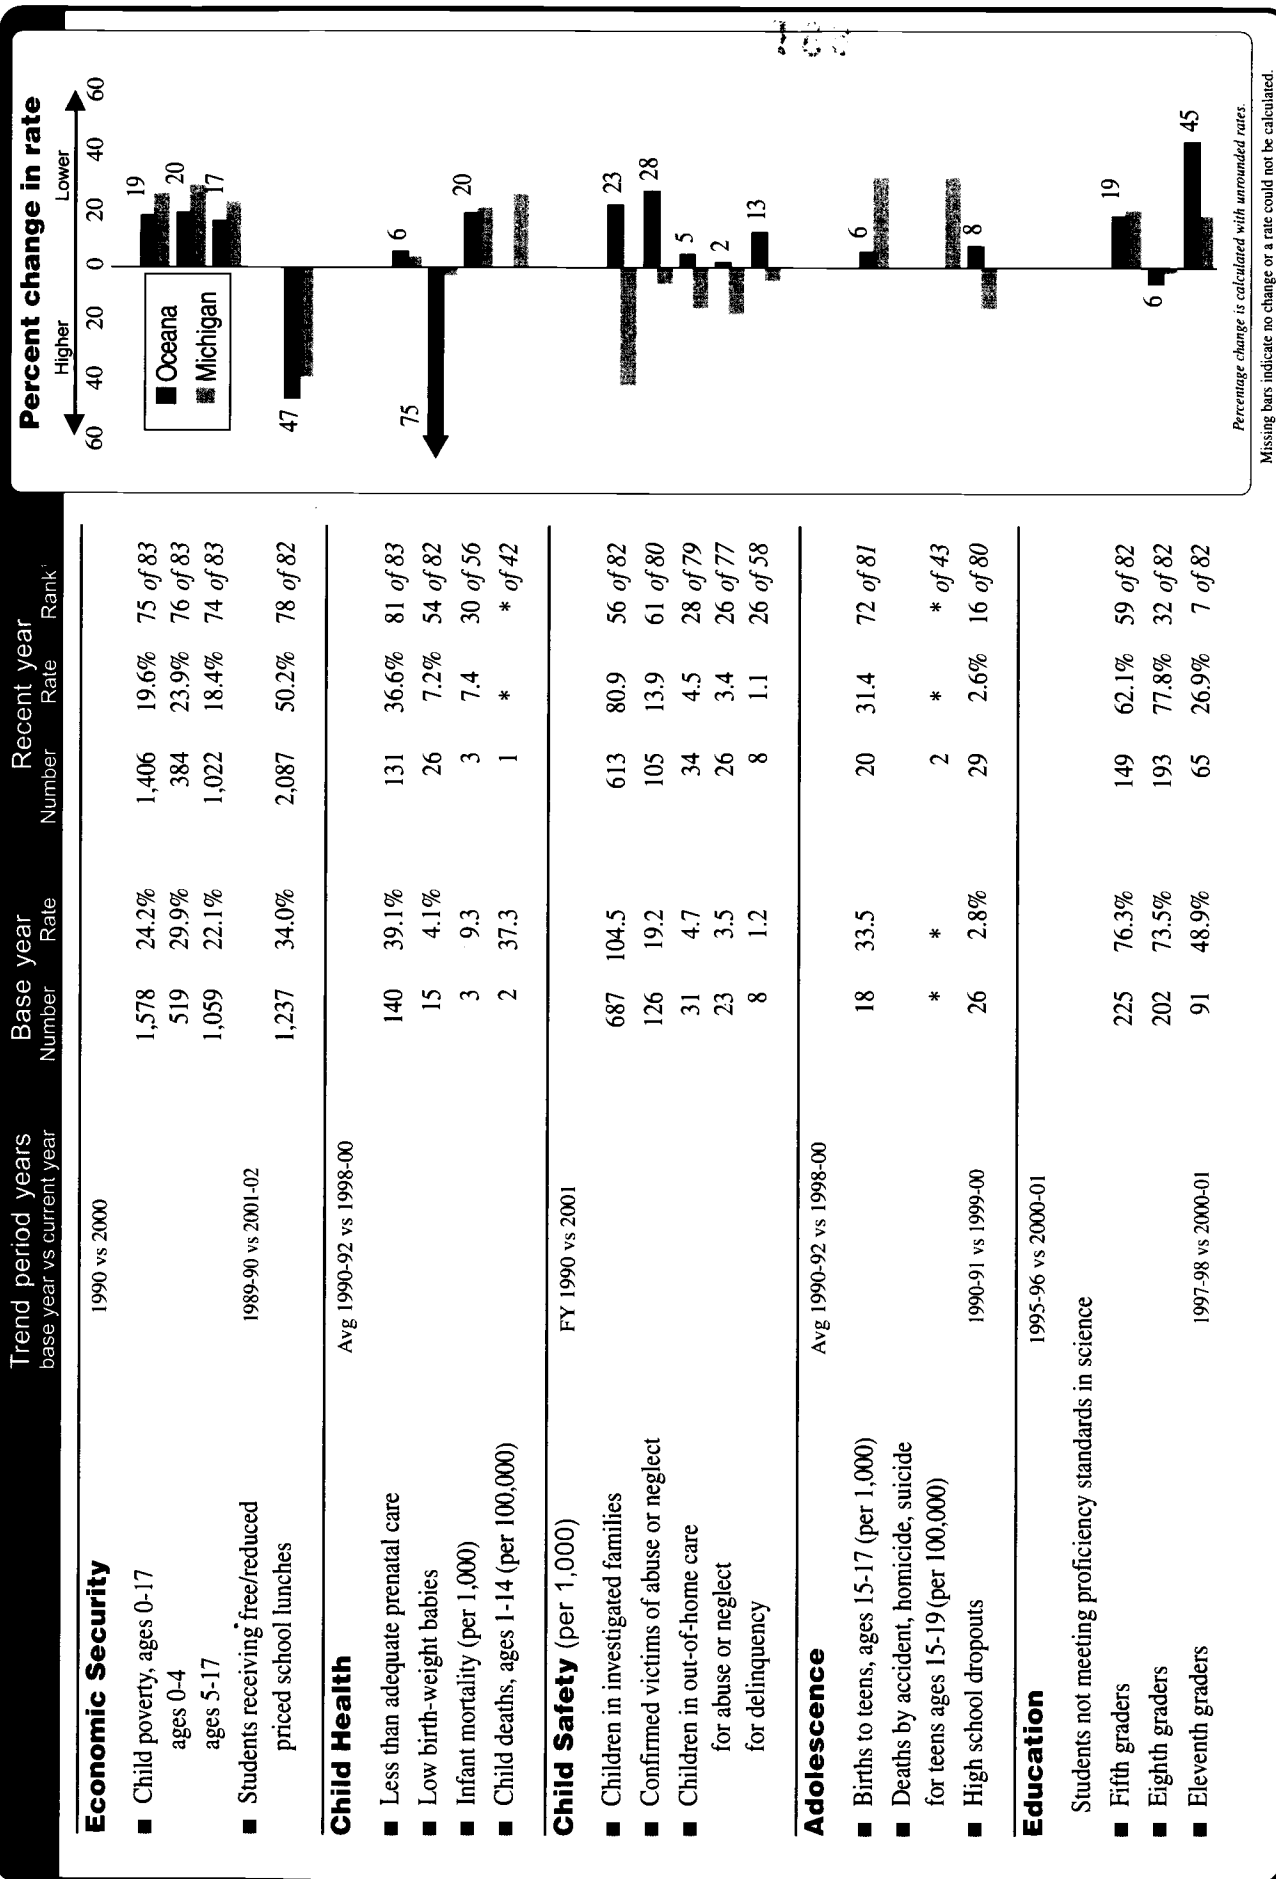 Trend period years Base year Recent year
base year vs current year Number Rate Number Rate Rank¹
Percent change in rate
Higher Lower
60 40 20 0 20 40 60
Oceana
Michigan
Economic Security
1990 vs 2000
■ Child poverty, ages 0-17 1,578 24.2% 1,406 19.6% 75 of 83 19
ages 0-4 519 29.9% 384 23.9% 76 of 83 20
ages 5-17 1,059 22.1% 1,022 18.4% 74 of 83 17
■ Students receiving free/reduced 1989-90 vs 2001-02
priced school lunches 1,237 34.0% 2,087 50.2% 78 of 82 47
Child Health
Avg 1990-92 vs 1998-00
■ Less than adequate prenatal care 140 39.1% 131 36.6% 81 of 83 6
■ Low birth-weight babies 15 4.1% 26 7.2% 54 of 82 75
■ Infant mortality (per 1,000) 3 9.3 3 7.4 30 of 56 20
■ Child deaths, ages 1-14 (per 100,000) 2 37.3 1 * * of 42
Child Safety (per 1,000)
FY 1990 vs 2001
■ Children in investigated families 687 104.5 613 80.9 56 of 82 23
■ Confirmed victims of abuse or neglect 126 19.2 105 13.9 61 of 80 28
■ Children in out-of-home care 31 4.7 34 4.5 28 of 79 5
for abuse or neglect 23 3.5 26 3.4 26 of 77 2
for delinquency 8 1.2 8 1.1 26 of 58 13
Adolescence
Avg 1990-92 vs 1998-00
■ Births to teens, ages 15-17 (per 1,000) 18 33.5 20 31.4 72 of 81 6
■ Deaths by accident, homicide, suicide
for teens ages 15-19 (per 100,000) * * 2 * * of 43
■ High school dropouts 1990-91 vs 1999-00 26 2.8% 29 2.6% 16 of 80 8
Education
1995-96 vs 2000-01
Students not meeting proficiency standards in science
■ Fifth graders 225 76.3% 149 62.1% 59 of 82 19
■ Eighth graders 202 73.5% 193 77.8% 32 of 82 6
■ Eleventh graders 1997-98 vs 2000-01 91 48.9% 65 26.9% 7 of 82 45
Percentage change is calculated with unrounded rates.
Missing bars indicate no change or a rate could not be calculated.